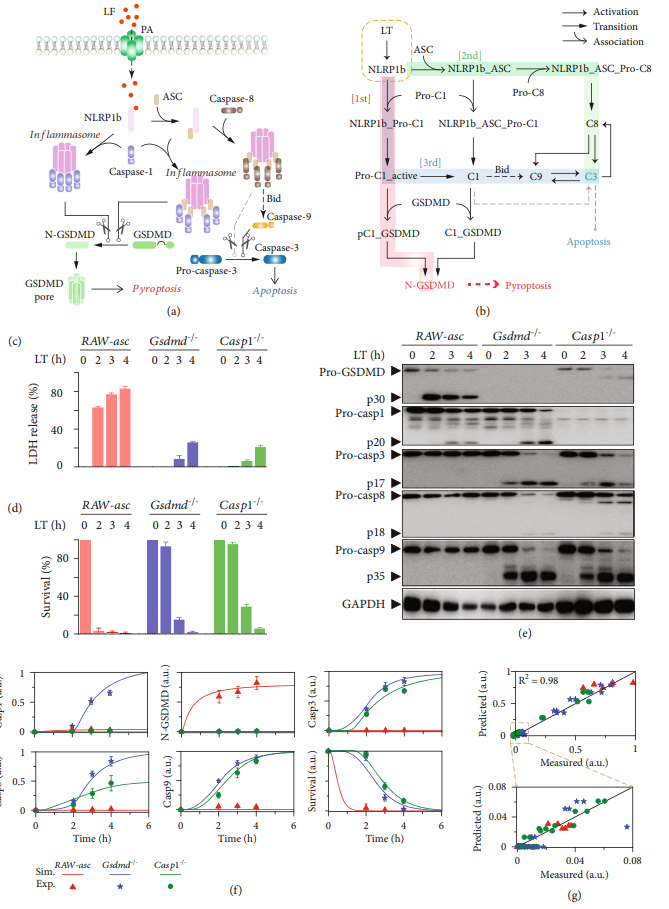 LF
PA
NLRP1b
ASC
Caspase-8
Inflammasome
Caspase-1
Inflammasome
Bid
Caspase-9
N-GSDMD
GSDMD
Caspase-3
Pro-caspase-3
GSDMD
pore
Pyroptosis
Apoptosis
(a)
LT
Activation
Transition
Association
ASC
[2nd]
NLRP1b
NLRP1b_ASC
NLRP1b_ASC_Pro-C8
Pro-C8
[1st]
Pro-C1
NLRP1b_Pro-C1
NLRP1b_ASC_Pro-C1
C8
[3rd]
Bid
Pro-C1_active
C1
C9
C3
GSDMD
pC1_GSDMD
C1_GSDMD
Apoptosis
N-GSDMD
Pyroptosis
(b)
(c)
RAW-asc Gsdmd-/- Casp1-/-
LT (h) 0 2 3 4 0 2 3 4 0 2 3 4
LDH release (%)
80
40
0
(d)
RAW-asc Gsdmd-/- Casp1-/-
LT (h) 0 2 3 4 0 2 3 4 0 2 3 4
Survival (%)
80
40
0
RAW-asc Gsdmd-/- Casp1-/-
LT (h) 0 2 3 4 0 2 3 4 0 2 3 4
Pro-GSDMD
p30
Pro-casp1
p20
Pro-casp3
p17
Pro-casp8
p18
Pro-casp9
p35
GAPDH
(e)
1
0.5
0
N-GSDMD (a.u.)
Casp3 (a.u.)
1
0.5
0
0 2 4 6
Time (h)
Casp9 (a.u.)
0 2 4 6
Time (h)
Survival (a.u.)
0 2 4 6
Time (h)
RAW-asc Gsdmd-/- Casp1-/-
Sim.
Exp.
(f)
R2 = 0.98
Predicted (a.u.)
1
0.5
0
0 0.5 1
Measured (a.u.)
Predicted (a.u.)
0.08
0.04
0
0 0.04 0.08
Measured (a.u.)
(g)